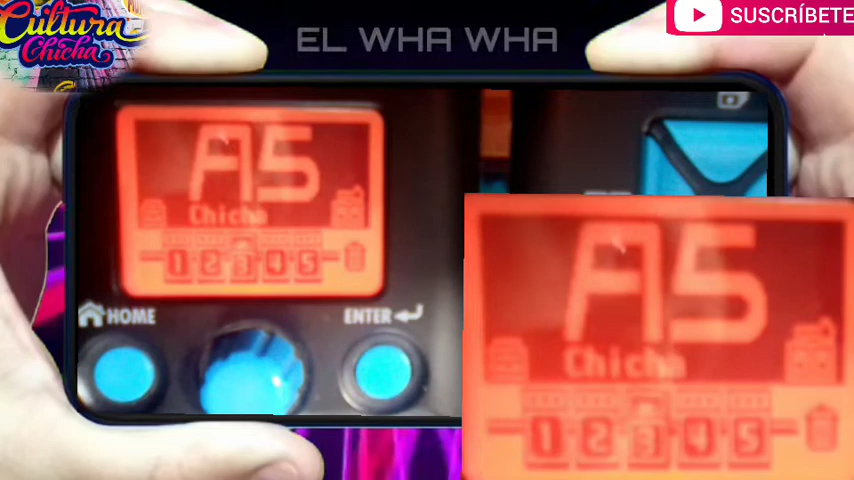 Cultura
Chicha
EL WHA WHA
SUSCRÍBETE
A5
Chicha
1 2 3 4 5
HOME
ENTER
A5
Chicha
1 2 3 4 5